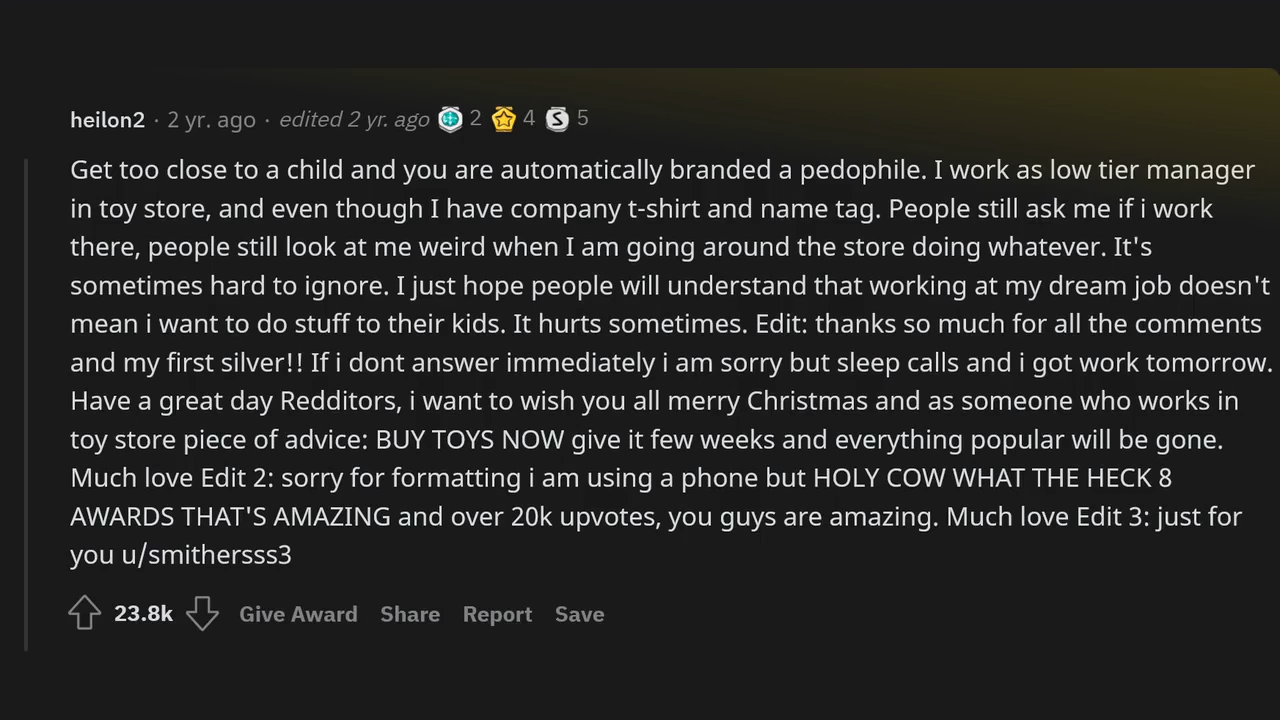 heilon2 · 2 yr. ago · edited 2 yr. ago 2 4 S 5
Get too close to a child and you are automatically branded a pedophile. I work as low tier manager
in toy store, and even though I have company t-shirt and name tag. People still ask me if i work
there, people still look at me weird when I am going around the store doing whatever. It's
sometimes hard to ignore. I just hope people will understand that working at my dream job doesn't
mean i want to do stuff to their kids. It hurts sometimes. Edit: thanks so much for all the comments
and my first silver!! If i dont answer immediately i am sorry but sleep calls and i got work tomorrow.
Have a great day Redditors, i want to wish you all merry Christmas and as someone who works in
toy store piece of advice: BUY TOYS NOW give it few weeks and everything popular will be gone.
Much love Edit 2: sorry for formatting i am using a phone but HOLY COW WHAT THE HECK 8
AWARDS THAT'S AMAZING and over 20k upvotes, you guys are amazing. Much love Edit 3: just for
you u/smithersss3
23.8k Give Award Share Report Save